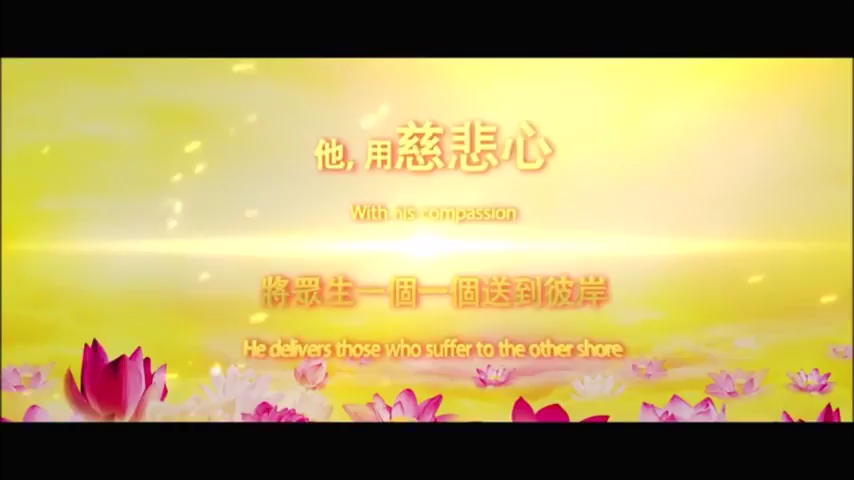 他, 用慈悲心
With his compassion
將眾生一個一個送到彼岸
He delivers those who suffer to the other shore